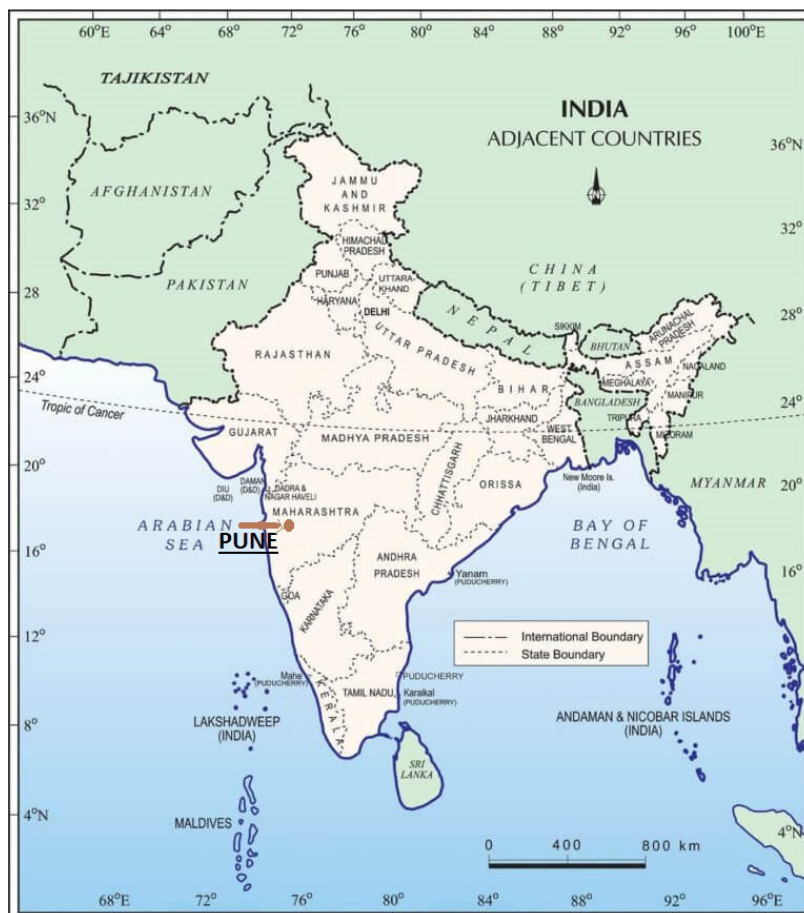 60°E 64° 68° 72° 76° 80° 84° 88° 92° 96° 100°E
TAJIKISTAN
36°N
INDIA
ADJACENT COUNTRIES
36°N
N
AFGHANISTAN
JAMMU
AND
KASHMIR
32°
32°
HIMACHAL
PRADESH
PAKISTAN
PUNJAB
UTTARA-
KHAND
CHINA
(TIBET)
28
HARYANA
DELHI
NEPAL
SIKKIM
BHUTAN
ARUNACHAL
PRADESH
28°
RAJASTHAN
UTTAR PRADESH
BIHAR
ASSAM
NAGALAND
MEGHALAYA
24°
MANIPUR
BANGLADESH
24°
Tropic of Cancer
JHARKHAND
TRIPURA
MIZORAM
GUJARAT
MADHYA PRADESH
WEST
BENGAL
20°
CHHATTISGARH
New Moore Is.
(India)
MYANMAR
20°
DIU
(D&D)
DAMAN
(D&D)
DADRA &
NAGAR HAVELI
ORISSA
MAHARASHTRA
ARABIAN
SEA
PUNE
BAY OF
BENGAL
16°
ANDHRA
PRADESH
Yanam
(PUDUCHERRY)
16°
GOA
KARNATAKA
12°
International Boundary
State Boundary
12°
Mahe
(PUDUCHERRY)
PUDUCHERRY
KERALA
TAMIL NADU
Karaikal
(PUDUCHERRY)
8°
LAKSHADWEEP
(INDIA)
ANDAMAN & NICOBAR ISLANDS
(INDIA)
8°
SRI
LANKA
4°N
MALDIVES
4°N
0 400 800 km
68°E 72° 76° 80° 84° 88° 92° 96°E